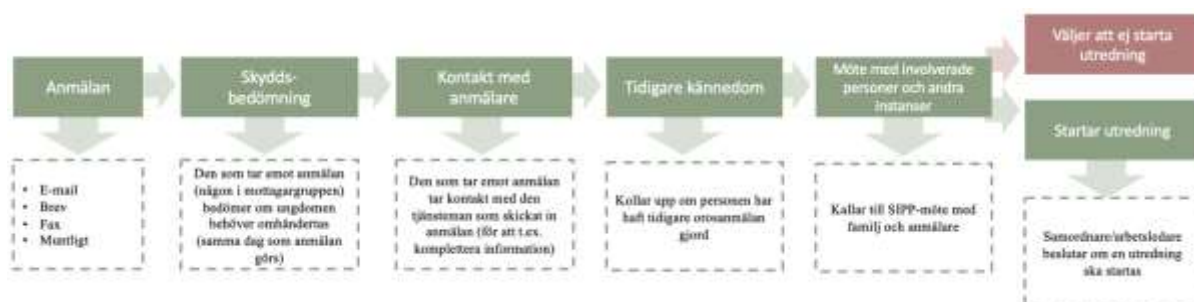 Anmälan
Skydds-
bedömning
Kontakt med
anmälare
Tidigare kännedom
Möte med involverade
personer och andra
instanser
Väljer att ej starta
utredning
Startar utredning
• E-mail
• Brev
• Fax
• Muntligt
Den som tar emot anmälan
(någon i mottagargruppen)
bedömer om ungdomen
behöver omhändertas
(samma dag som anmälan
görs)
Den som tar emot anmälan
tar kontakt med den
tjänsteman som skickat in
anmälan (för att t.ex.
komplettera information)
Kollar upp om personen har
haft tidigare orosanmälan
gjord
Kallar till SIPP-möte med
familj och anmälare
Samordnare/arbetsledare
beslutar om en utredning
ska startas